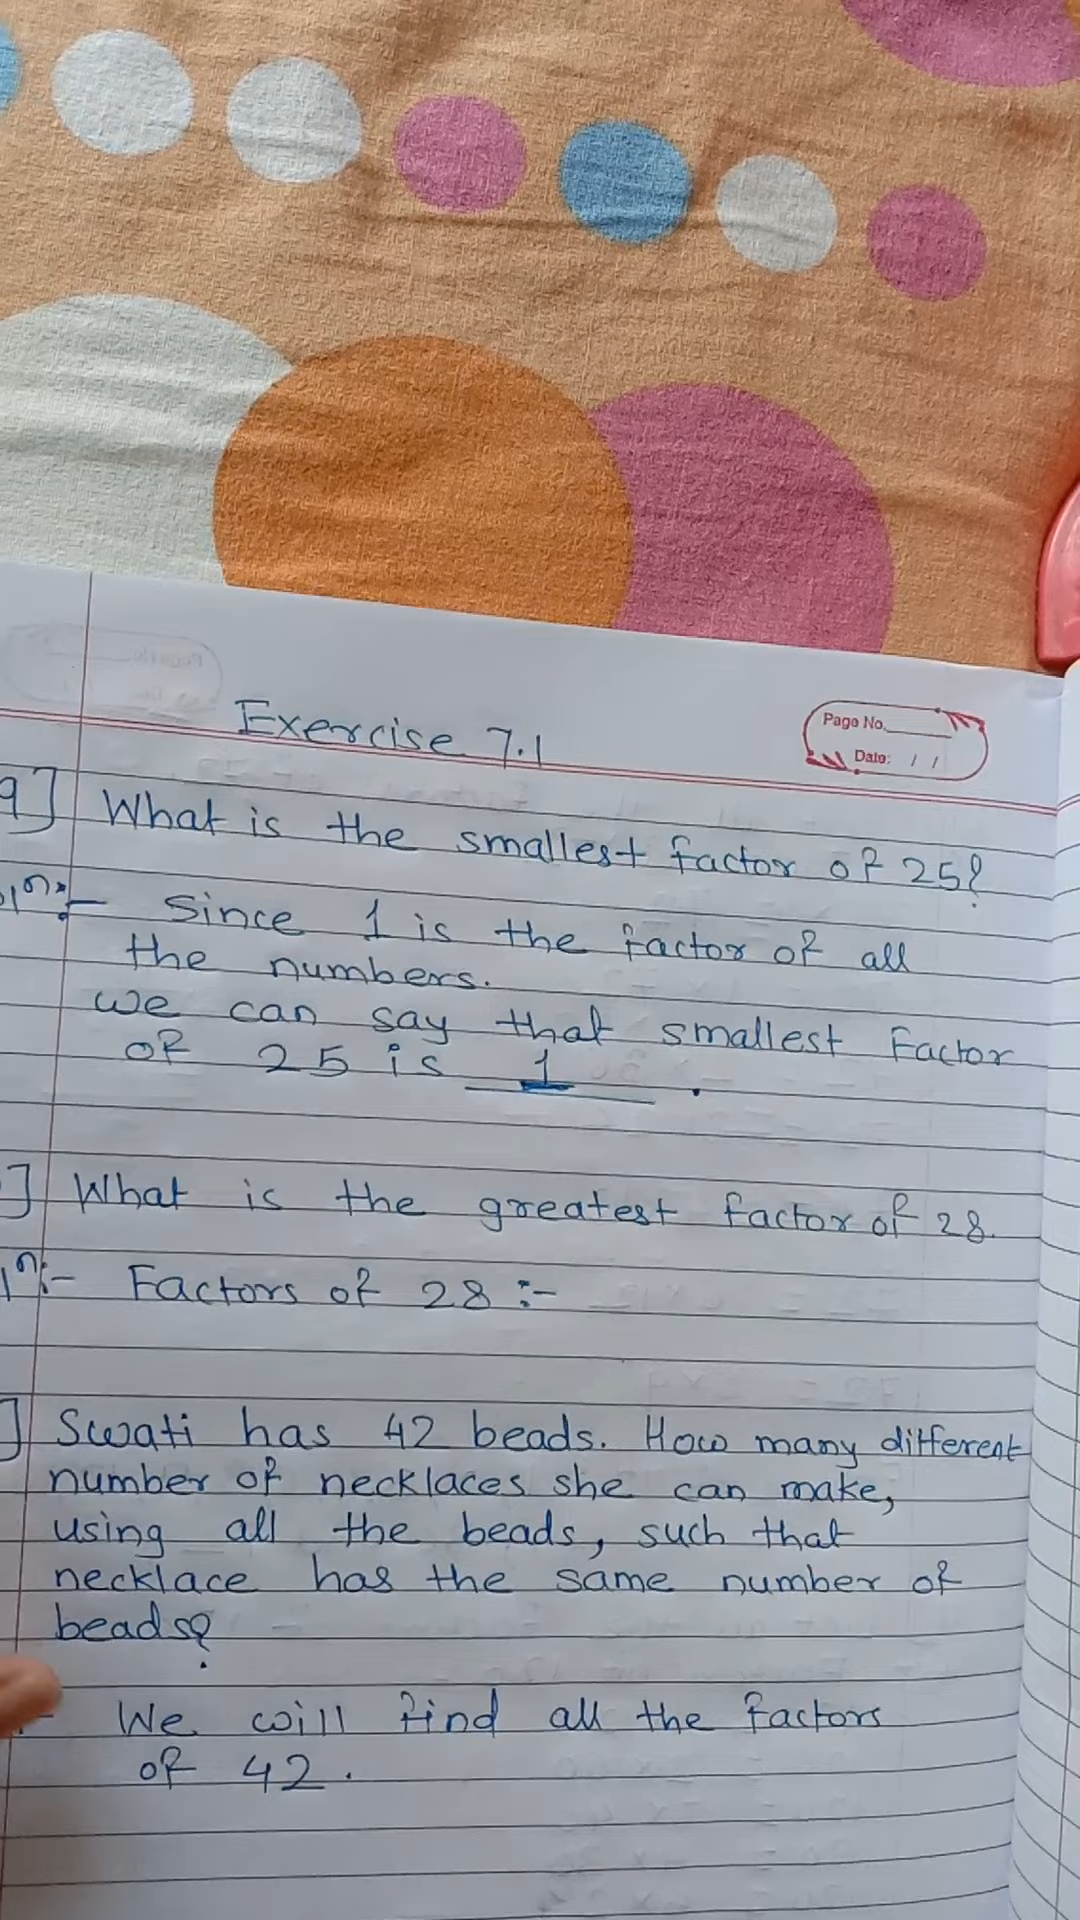 Exercise 7.1
Page No.
Date: / /
9] What is the smallest factor of 25?
Since 1 is the factor of all
the numbers.
we can say that smallest Factor
of 25 is 1 .
] What is the greatest factor of 28.
Factors of 28 :-
] Swati has 42 beads. How many different
number of necklaces she can make,
using all the beads, such that
necklace has the same number of
beads?
We will find all the factors
of 42.